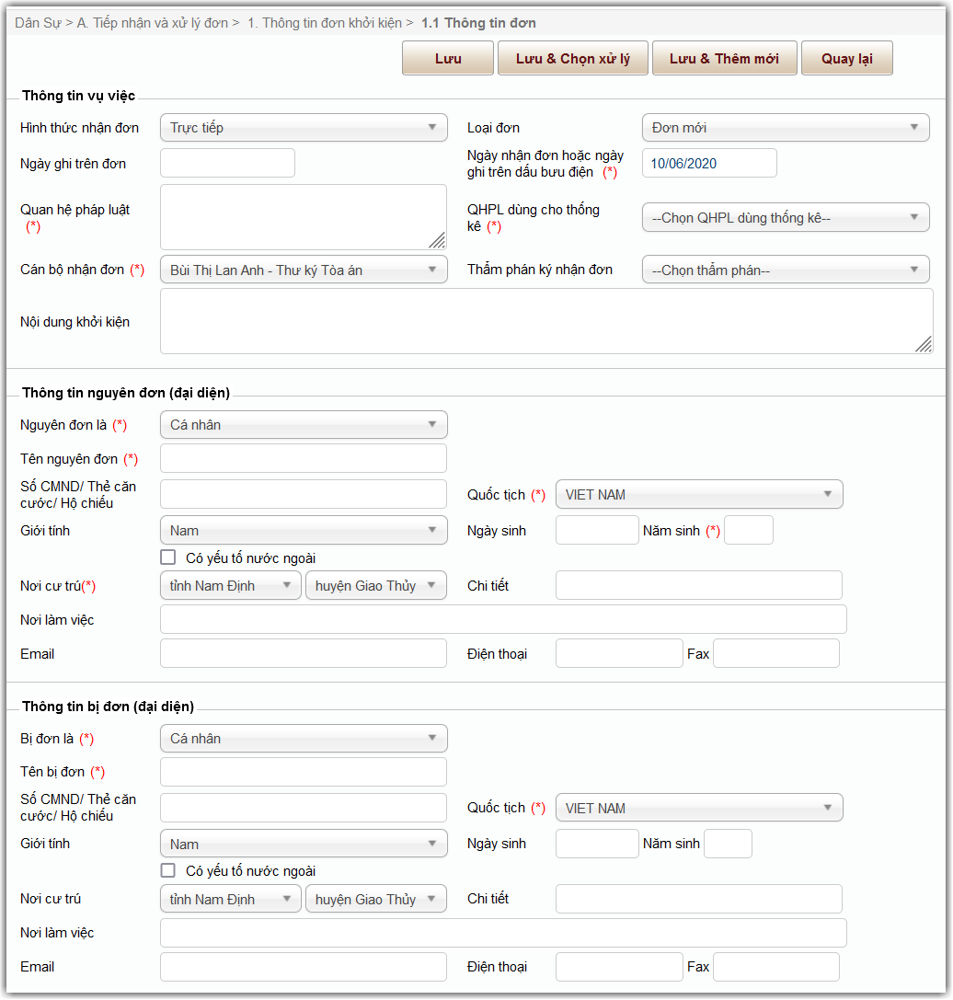 Dân Sự > A. Tiếp nhận và xử lý đơn > 1. Thông tin đơn khởi kiện > 1.1 Thông tin đơn
Lưu Lưu & Chọn xử lý Lưu & Thêm mới Quay lại
Thông tin vụ việc
Hình thức nhận đơn Trực tiếp Loại đơn Đơn mới
Ngày ghi trên đơn Ngày nhận đơn hoặc ngày
ghi trên dấu bưu điện (*) 10/06/2020
Quan hệ pháp luật
(*)
QHPL dùng cho thống
kê (*) --Chọn QHPL dùng thống kê--
Cán bộ nhận đơn (*) Bùi Thị Lan Anh - Thư ký Tòa án Thẩm phán ký nhận đơn --Chọn thẩm phán--
Nội dung khởi kiện
Thông tin nguyên đơn (đại diện)
Nguyên đơn là (*) Cá nhân
Tên nguyên đơn (*)
Số CMND/ Thẻ căn
cước/ Hộ chiếu
Quốc tịch (*) VIET NAM
Giới tính Nam Ngày sinh Năm sinh (*)
Có yếu tố nước ngoài
Nơi cư trú(*) tỉnh Nam Định huyện Giao Thủy Chi tiết
Nơi làm việc
Email Điện thoại Fax
Thông tin bị đơn (đại diện)
Bị đơn là (*) Cá nhân
Tên bị đơn (*)
Số CMND/ Thẻ căn
cước/ Hộ chiếu
Quốc tịch (*) VIET NAM
Giới tính Nam Ngày sinh Năm sinh
Có yếu tố nước ngoài
Nơi cư trú tỉnh Nam Định huyện Giao Thủy Chi tiết
Nơi làm việc
Email Điện thoại Fax